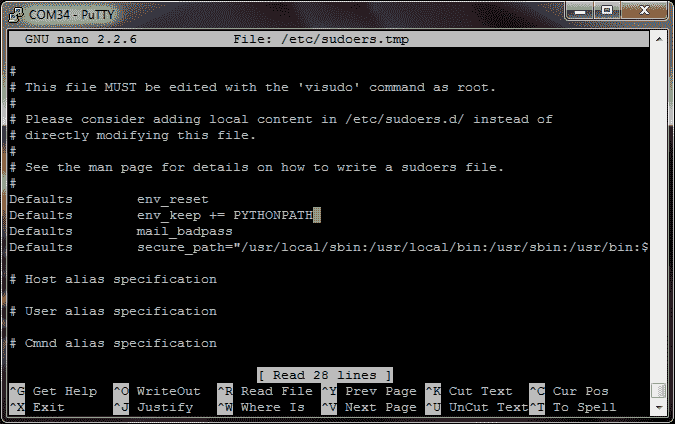 COM34 - PuTTY
GNU nano 2.2.6 File: /etc/sudoers.tmp
#
# This file MUST be edited with the 'visudo' command as root.
#
# Please consider adding local content in /etc/sudoers.d/ instead of
# directly modifying this file.
#
# See the man page for details on how to write a sudoers file.
#
Defaults env_reset
Defaults env_keep += PYTHONPATH
Defaults mail_badpass
Defaults secure_path="/usr/local/sbin:/usr/local/bin:/usr/sbin:/usr/bin:$
# Host alias specification
# User alias specification
# Cmnd alias specification
[ Read 28 lines ]
^G Get Help ^O WriteOut ^R Read File ^Y Prev Page ^K Cut Text ^C Cur Pos
^X Exit ^J Justify ^W Where Is ^V Next Page ^U UnCut Text ^T To Spell